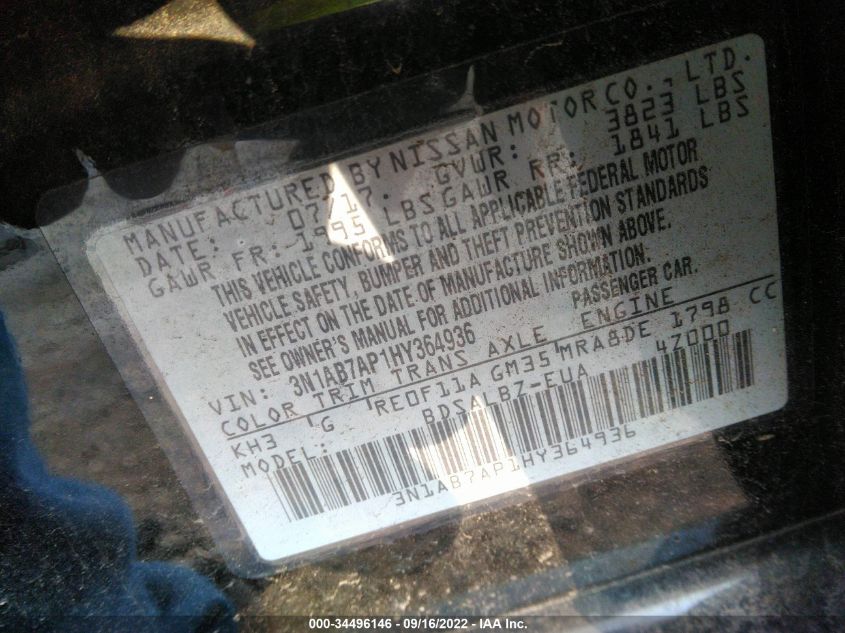 MANUFACTURED BY NISSAN MOTOR CO., LTD.
DATE: 07/17. GVWR: 3823 LBS
GAWR FR: 1995 LBS GAWR RR: 1841 LBS
THIS VEHICLE CONFORMS TO ALL APPLICABLE FEDERAL MOTOR
VEHICLE SAFETY, BUMPER AND THEFT PREVENTION STANDARDS
IN EFFECT ON THE DATE OF MANUFACTURE SHOWN ABOVE.
SEE OWNER'S MANUAL FOR ADDITIONAL INFORMATION.
VIN: 3N1AB7AP1HY364936 PASSENGER CAR.
COLOR TRIM TRANS AXLE ENGINE
KH3 G RE0F11A GM35 MRA8DE 1798 CC
MODEL: BDSALBZ-EUA 4Z000
3N1AB7AP1HY364936
000-34496146 - 09/16/2022 - IAA Inc.